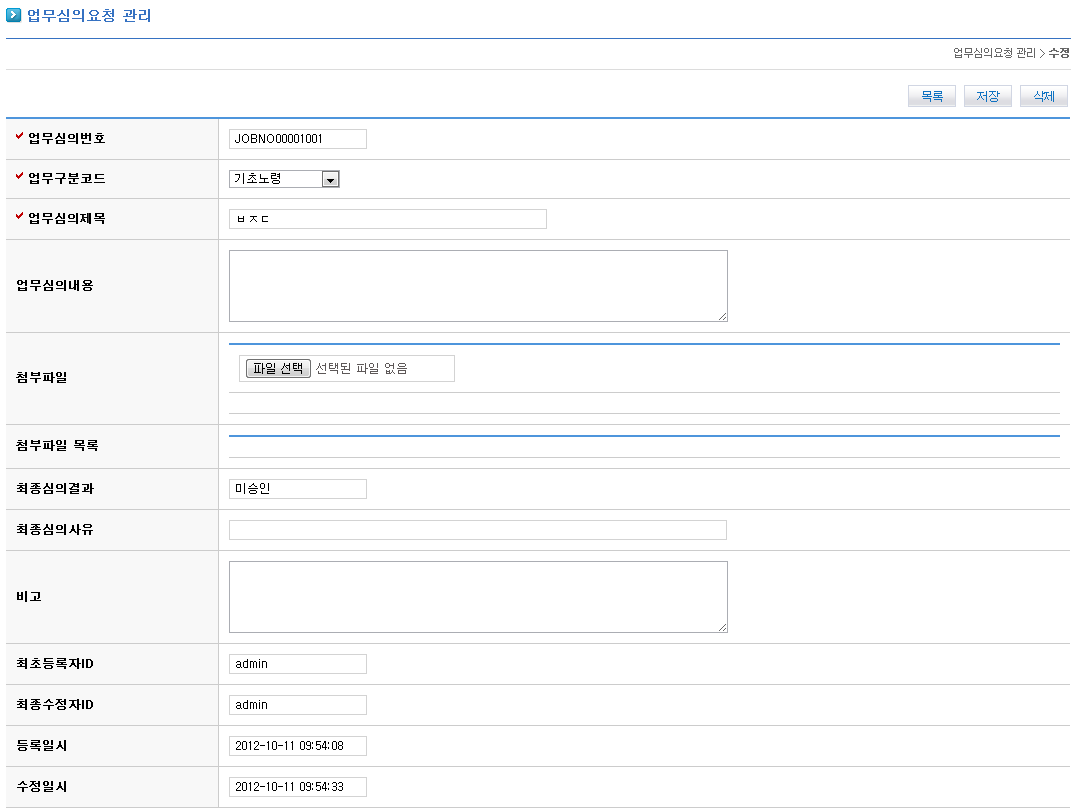 업무심의요청 관리
업무심의요청 관리 > 수정
목록 저장 삭제
업무심의번호 JOBNO00001001
업무구분코드 기초노령
업무심의제목 ㅂㅈㄷ
업무심의내용
첨부파일 파일 선택 선택된 파일 없음
첨부파일 목록
최종심의결과 미승인
최종심의사유
비고
최초등록자ID admin
최종수정자ID admin
등록일시 2012-10-11 09:54:08
수정일시 2012-10-11 09:54:33